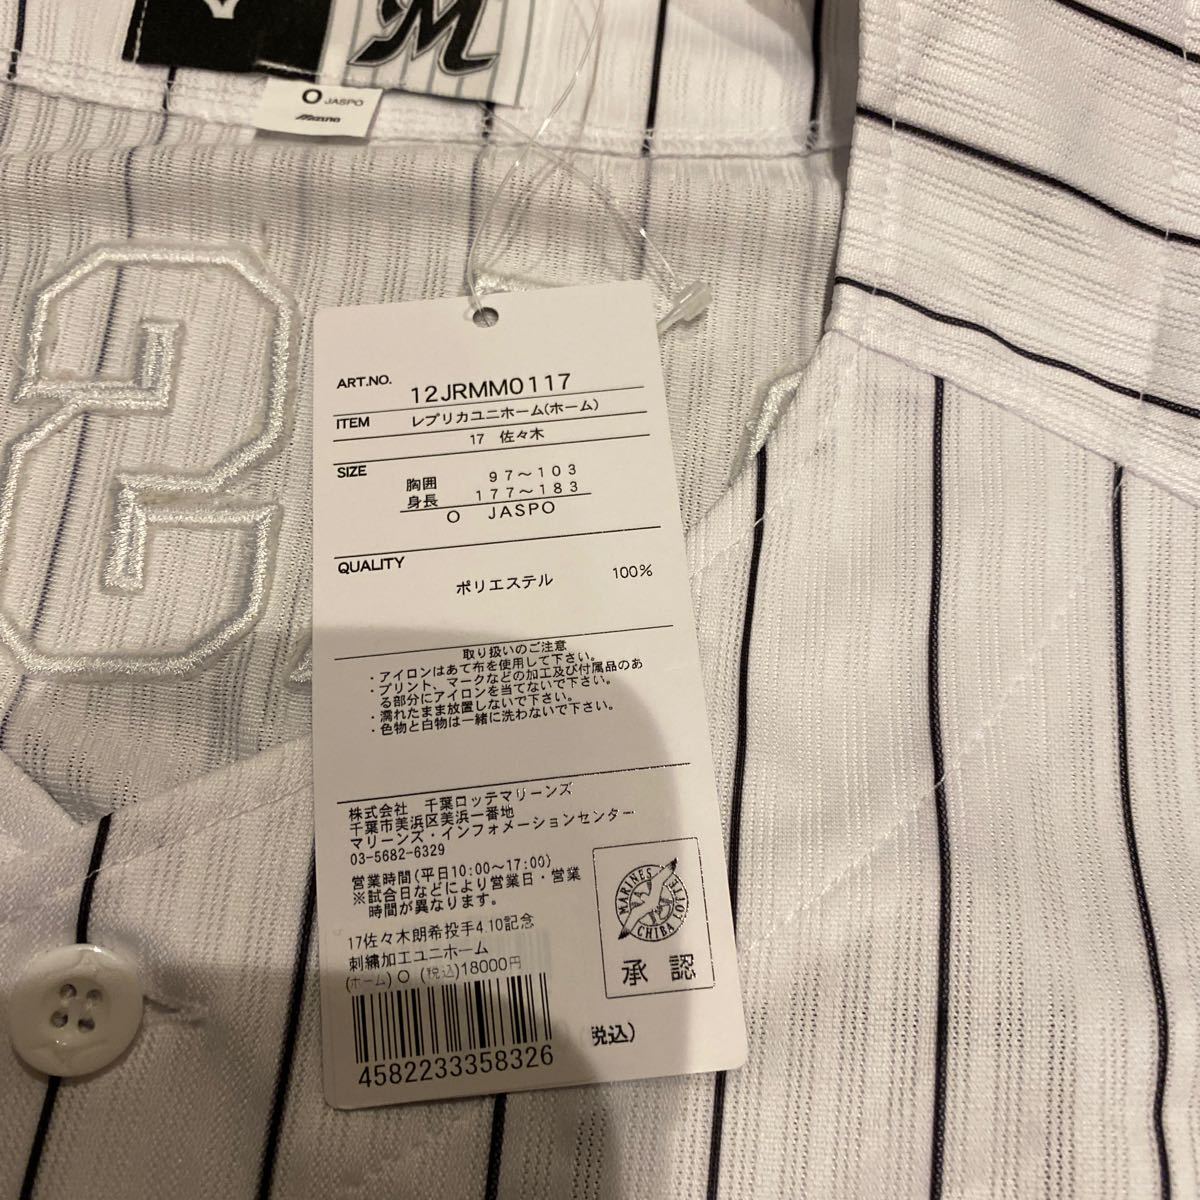 M
O JASPO
Mizuno
ART.NO. 12JRMM0117
ITEM レプリカユニホーム(ホーム)
17 佐々木
SIZE
胸囲 97～103
身長 177～183
O JASPO
QUALITY
ポリエステル 100%
取り扱いのご注意
・アイロンはあて布を使用して下さい。
・プリント、マークなどの加工及び付属品のあ
る部分にアイロンを当てないで下さい。
・濡れたまま放置しないで下さい。
・色物と白物は一緒に洗わないで下さい。
株式会社 千葉ロッテマリーンズ
千葉市美浜区美浜一番地
マリーンズ・インフォメーションセンター
03-5682-6329
営業時間(平日10:00～17:00)
※試合日などにより営業日・営業
時間が異なります。
MARINES
CHIBA LOTTE
承認
17佐々木朗希投手4.10記念
刺繍加工ユニホーム
(ホーム) O (税込)18000円
4582233358326
税込)